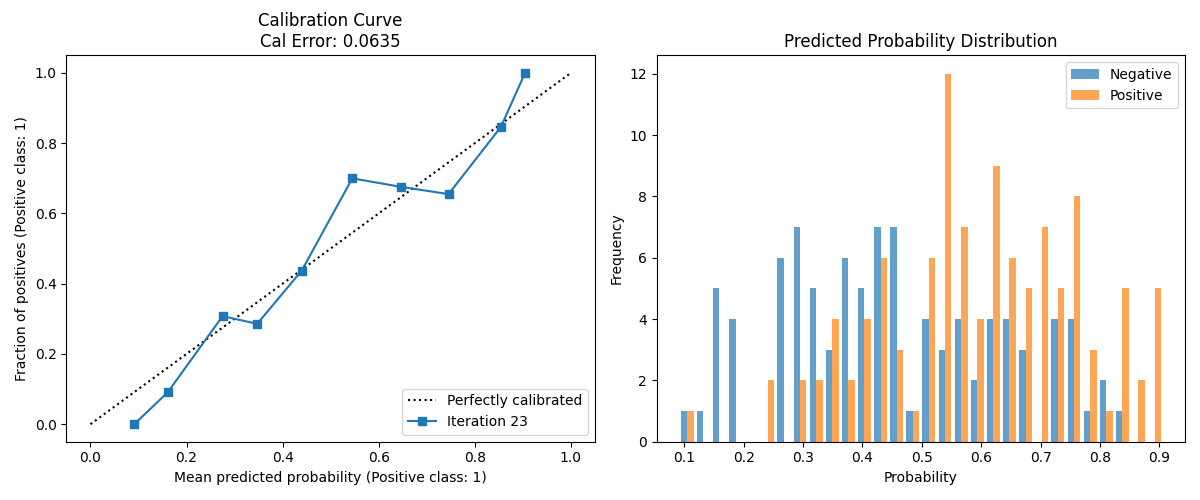 Calibration Curve
Cal Error: 0.0635
Fraction of positives (Positive class: 1)
1.0
0.8
0.6
0.4
0.2
0.0
Perfectly calibrated
Iteration 23
0.0 0.2 0.4 0.6 0.8 1.0
Mean predicted probability (Positive class: 1)
Predicted Probability Distribution
Negative
Positive
Frequency
12
10
8
6
4
2
0
0.1 0.2 0.3 0.4 0.5 0.6 0.7 0.8 0.9
Probability